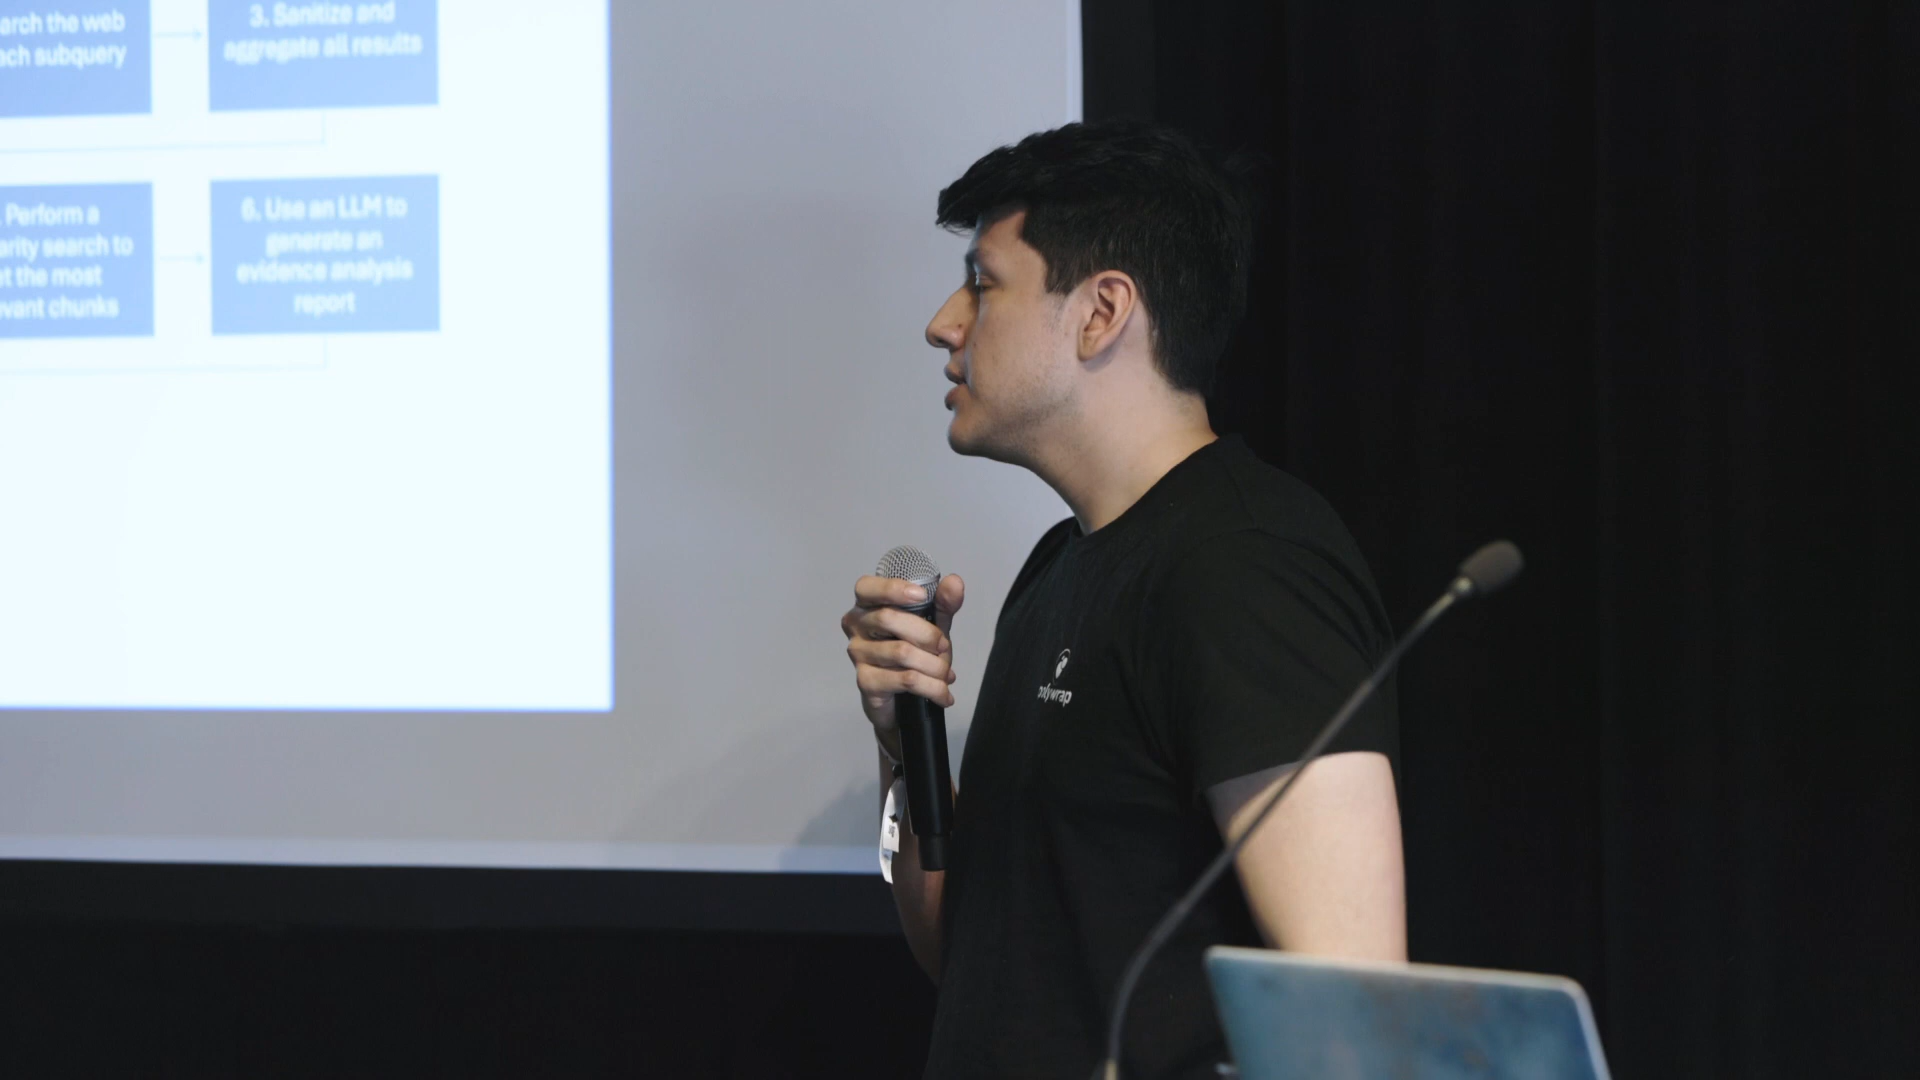 arch the web
ach subquery
3. Sanitize and
aggregate all results
. Perform a
arity search to
t the most
vant chunks
6. Use an LLM to
generate an
evidence analysis
report
olywrap